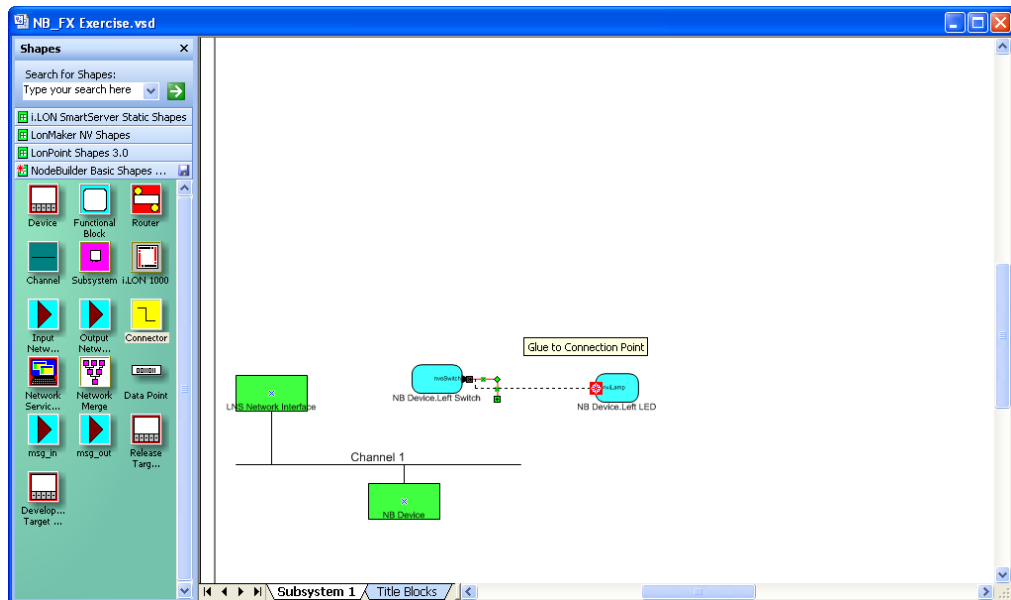 NB_FX Exercise.vsd
Shapes
Search for Shapes:
Type your search here
i.LON SmartServer Static Shapes
LonMaker NV Shapes
LonPoint Shapes 3.0
NodeBuilder Basic Shapes ...
Device
Functional
Block
Router
Channel
Subsystem
i.LON 1000
Input
Netw...
Output
Netw...
Connector
Network
Servic...
Network
Merge
Data Point
msg_in
msg_out
Release
Targ...
Develop...
Target ...
Glue to Connection Point
nvoSwitch
NB Device.Left Switch
nviLamp
NB Device.Left LED
LNS Network Interface
Channel 1
NB Device
Subsystem 1
Title Blocks